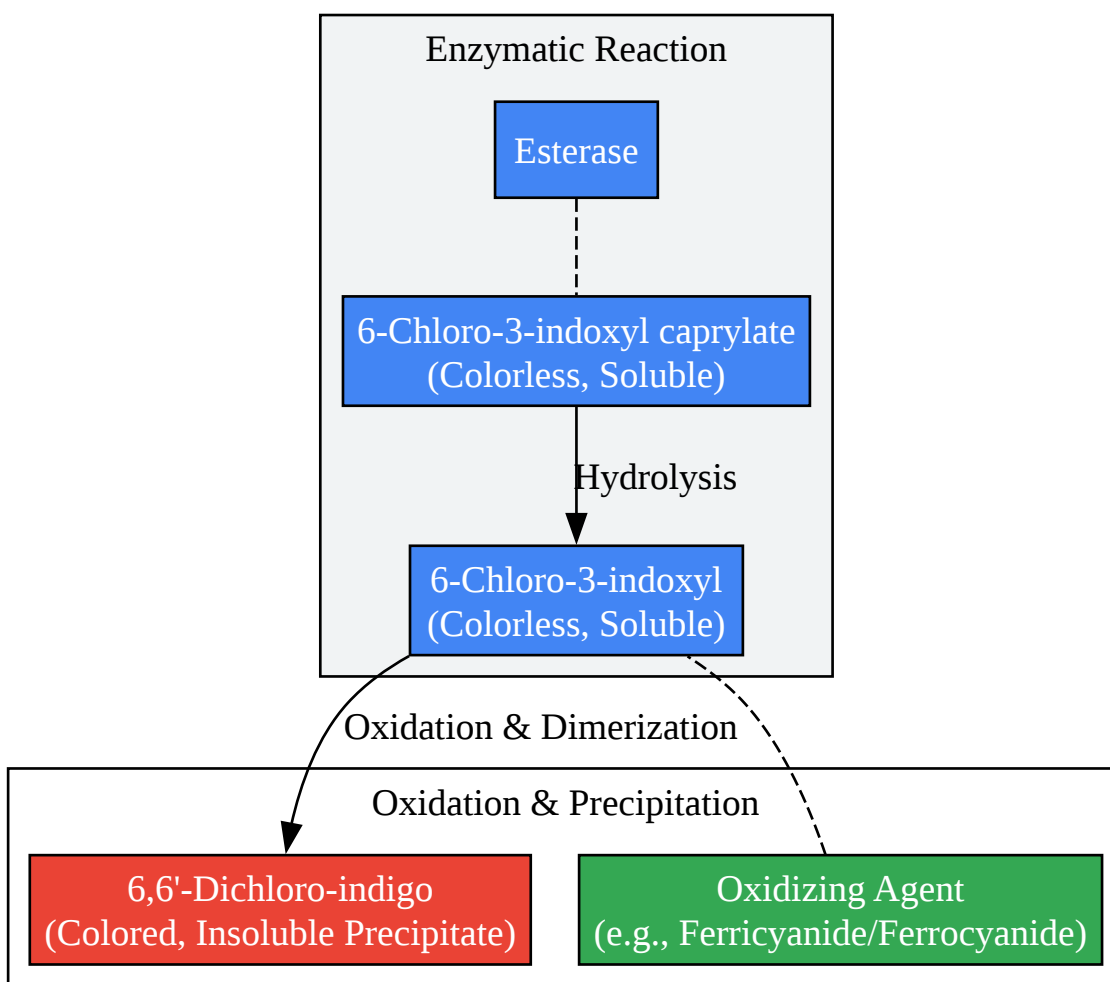 Enzymatic Reaction
Esterase
6-Chloro-3-indoxyl caprylate
(Colorless, Soluble)
Hydrolysis
6-Chloro-3-indoxyl
(Colorless, Soluble)
Oxidation & Dimerization
Oxidation & Precipitation
6,6'-Dichloro-indigo
(Colored, Insoluble Precipitate)
Oxidizing Agent
(e.g., Ferricyanide/Ferrocyanide)